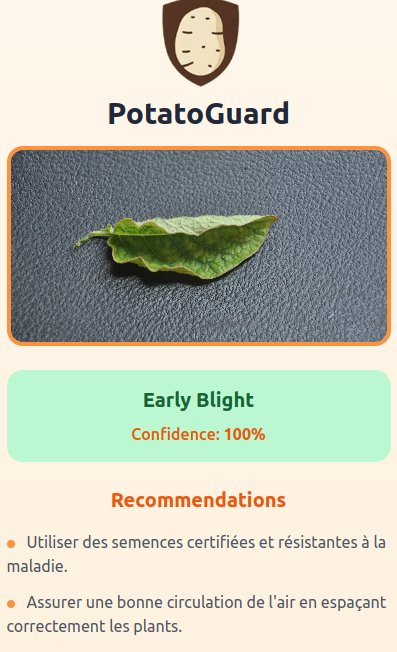 PotatoGuard
Early Blight
Confidence: 100%
Recommendations
Utiliser des semences certifiées et résistantes à la
maladie.
Assurer une bonne circulation de l'air en espaçant
correctement les plants.